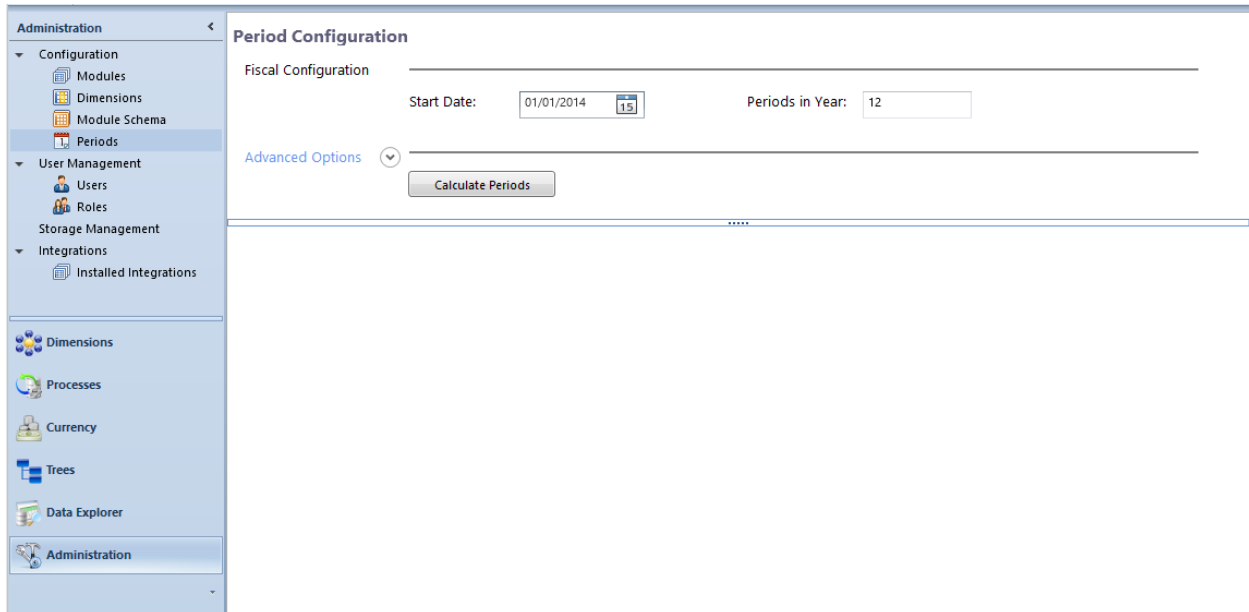 Administration
Configuration
Modules
Dimensions
Module Schema
Periods
User Management
Users
Roles
Storage Management
Integrations
Installed Integrations
Dimensions
Processes
Currency
Trees
Data Explorer
Administration
Period Configuration
Fiscal Configuration
Start Date: 01/01/2014 15 Periods in Year: 12
Advanced Options
Calculate Periods